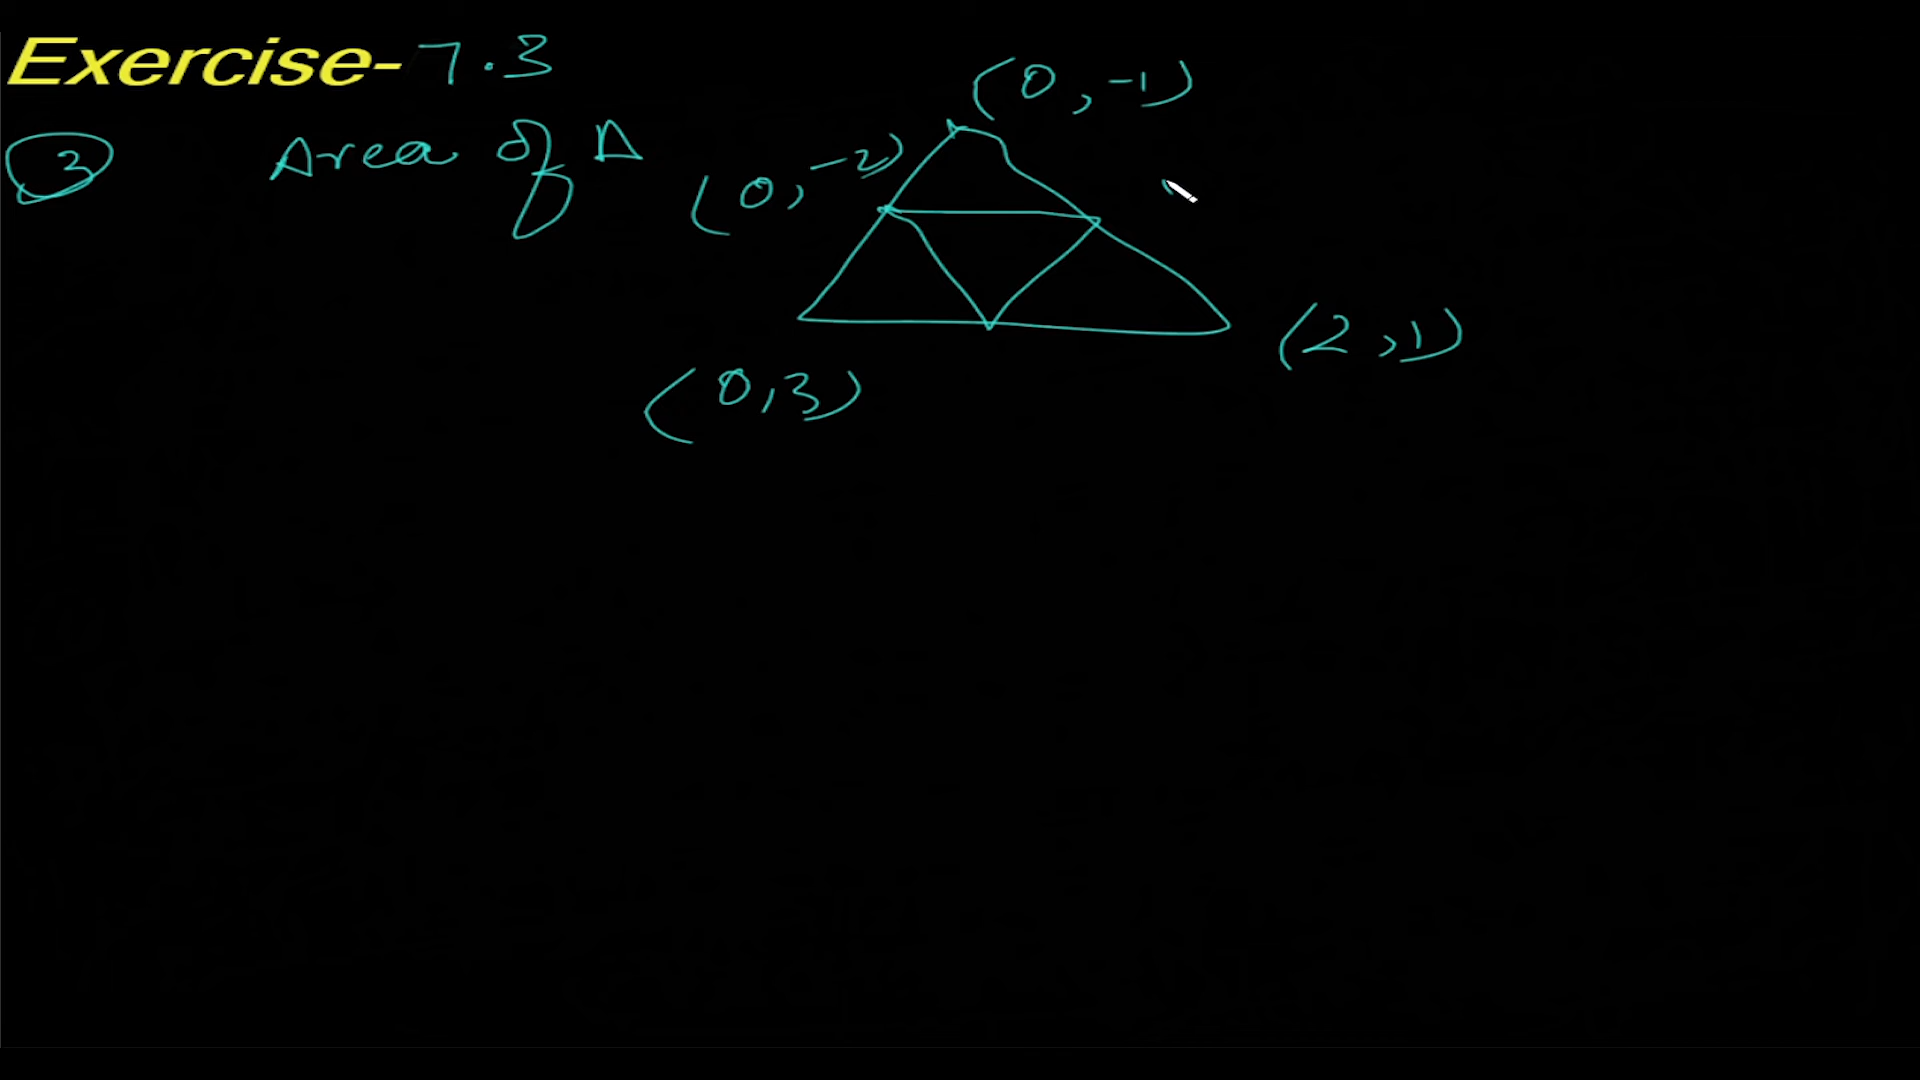 Exercise-7.3
(0, -1)
3 Area of Δ
(0, -2)
(2, 1)
(0, 3)